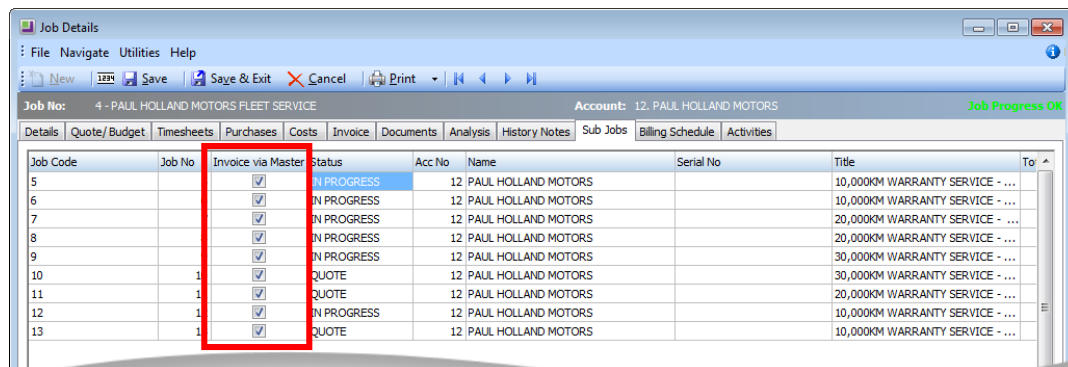 Job Details
File Navigate Utilities Help
New 1234 Save Save & Exit Cancel Print
Job No: 4 - PAUL HOLLAND MOTORS FLEET SERVICE Account: 12. PAUL HOLLAND MOTORS Job Progress OK
Details Quote/Budget Timesheets Purchases Costs Invoice Documents Analysis History Notes Sub Jobs Billing Schedule Activities
Job Code Job No Invoice via Master Status Acc No Name Serial No Title
5 IN PROGRESS 12 PAUL HOLLAND MOTORS 10,000KM WARRANTY SERVICE - ...
6 IN PROGRESS 12 PAUL HOLLAND MOTORS 10,000KM WARRANTY SERVICE - ...
7 IN PROGRESS 12 PAUL HOLLAND MOTORS 20,000KM WARRANTY SERVICE - ...
8 IN PROGRESS 12 PAUL HOLLAND MOTORS 20,000KM WARRANTY SERVICE - ...
9 IN PROGRESS 12 PAUL HOLLAND MOTORS 30,000KM WARRANTY SERVICE - ...
10 QUOTE 12 PAUL HOLLAND MOTORS 30,000KM WARRANTY SERVICE - ...
11 QUOTE 12 PAUL HOLLAND MOTORS 20,000KM WARRANTY SERVICE - ...
12 IN PROGRESS 12 PAUL HOLLAND MOTORS 10,000KM WARRANTY SERVICE - ...
13 QUOTE 12 PAUL HOLLAND MOTORS 10,000KM WARRANTY SERVICE - ...